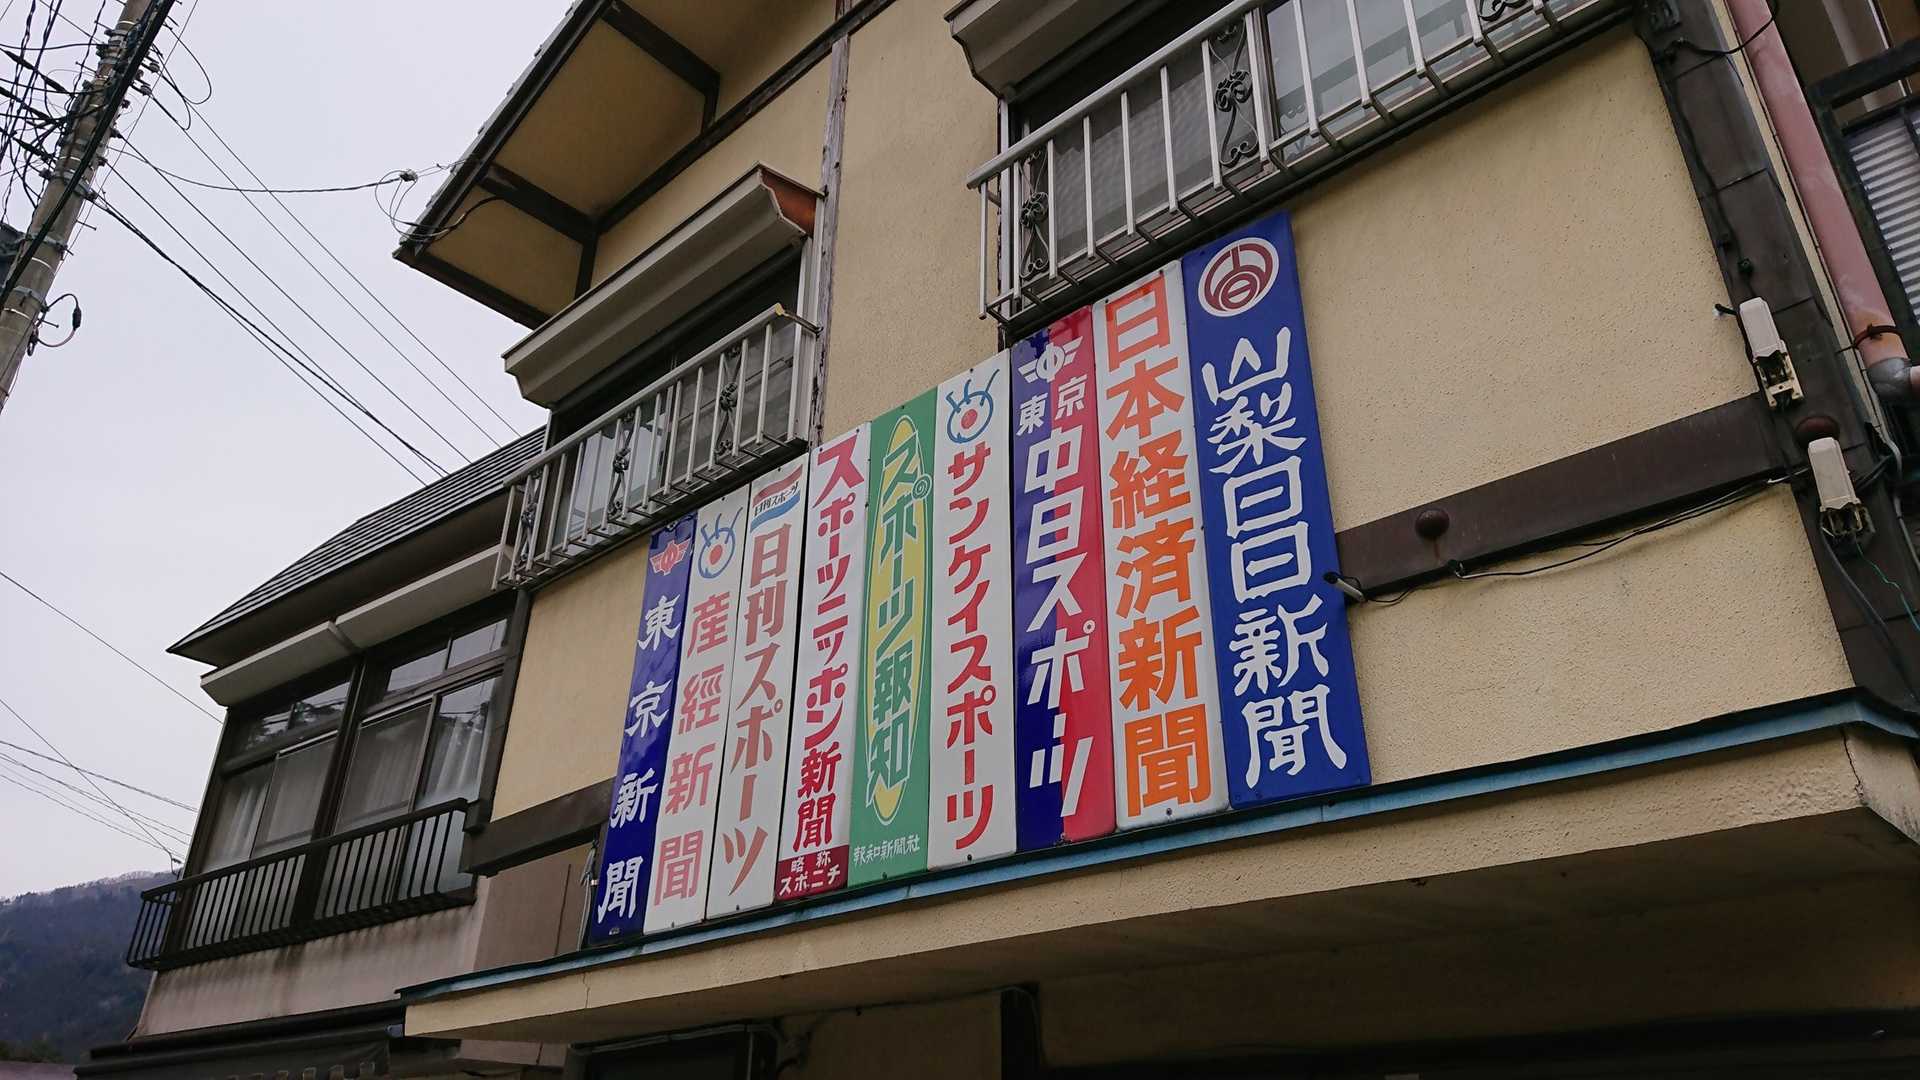 山梨日日新聞
日本経済新聞
東京
中日スポーツ
サンケイスポーツ
スポーツ報知
報知新聞社
スポーツニッポン新聞
略称
スポニチ
日刊スポーツ
日刊スポーツ
産經新聞
東京新聞